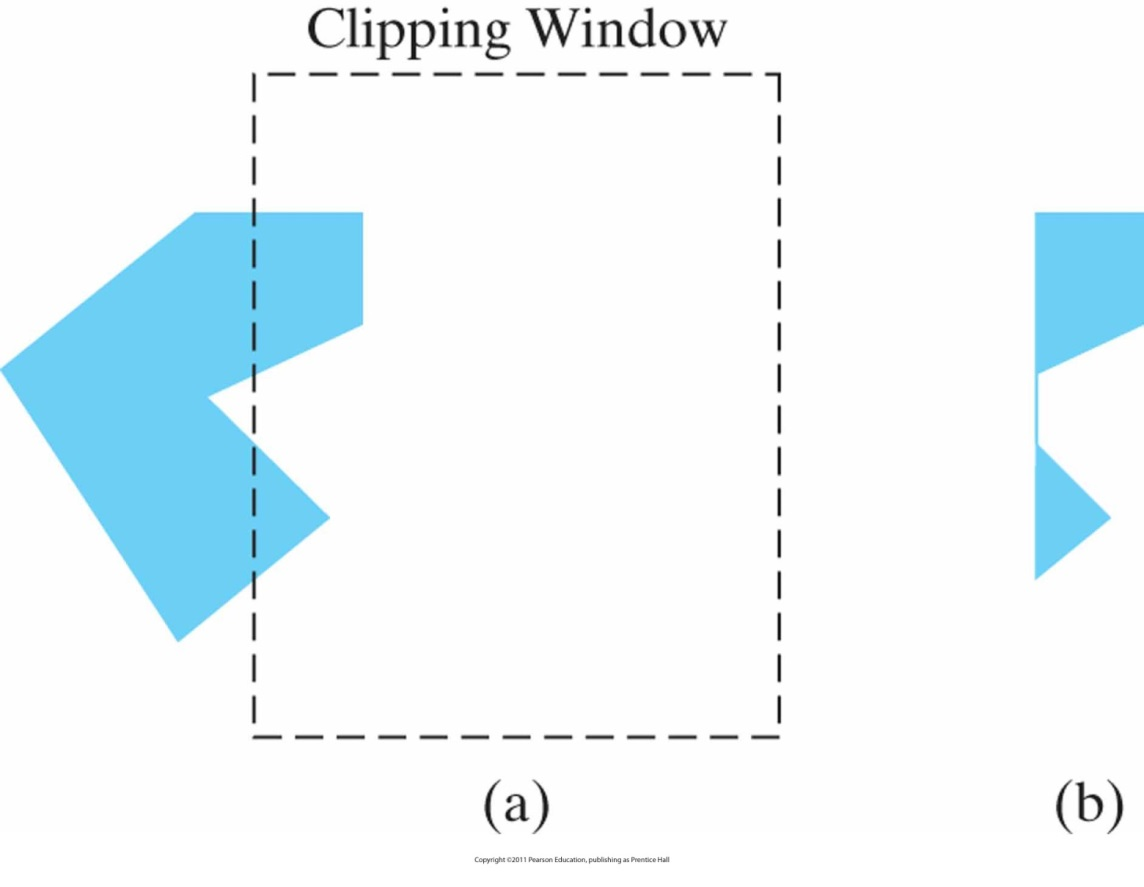 Clipping Window
(a)
(b)
Copyright ©2011 Pearson Education, publishing as Prentice Hall